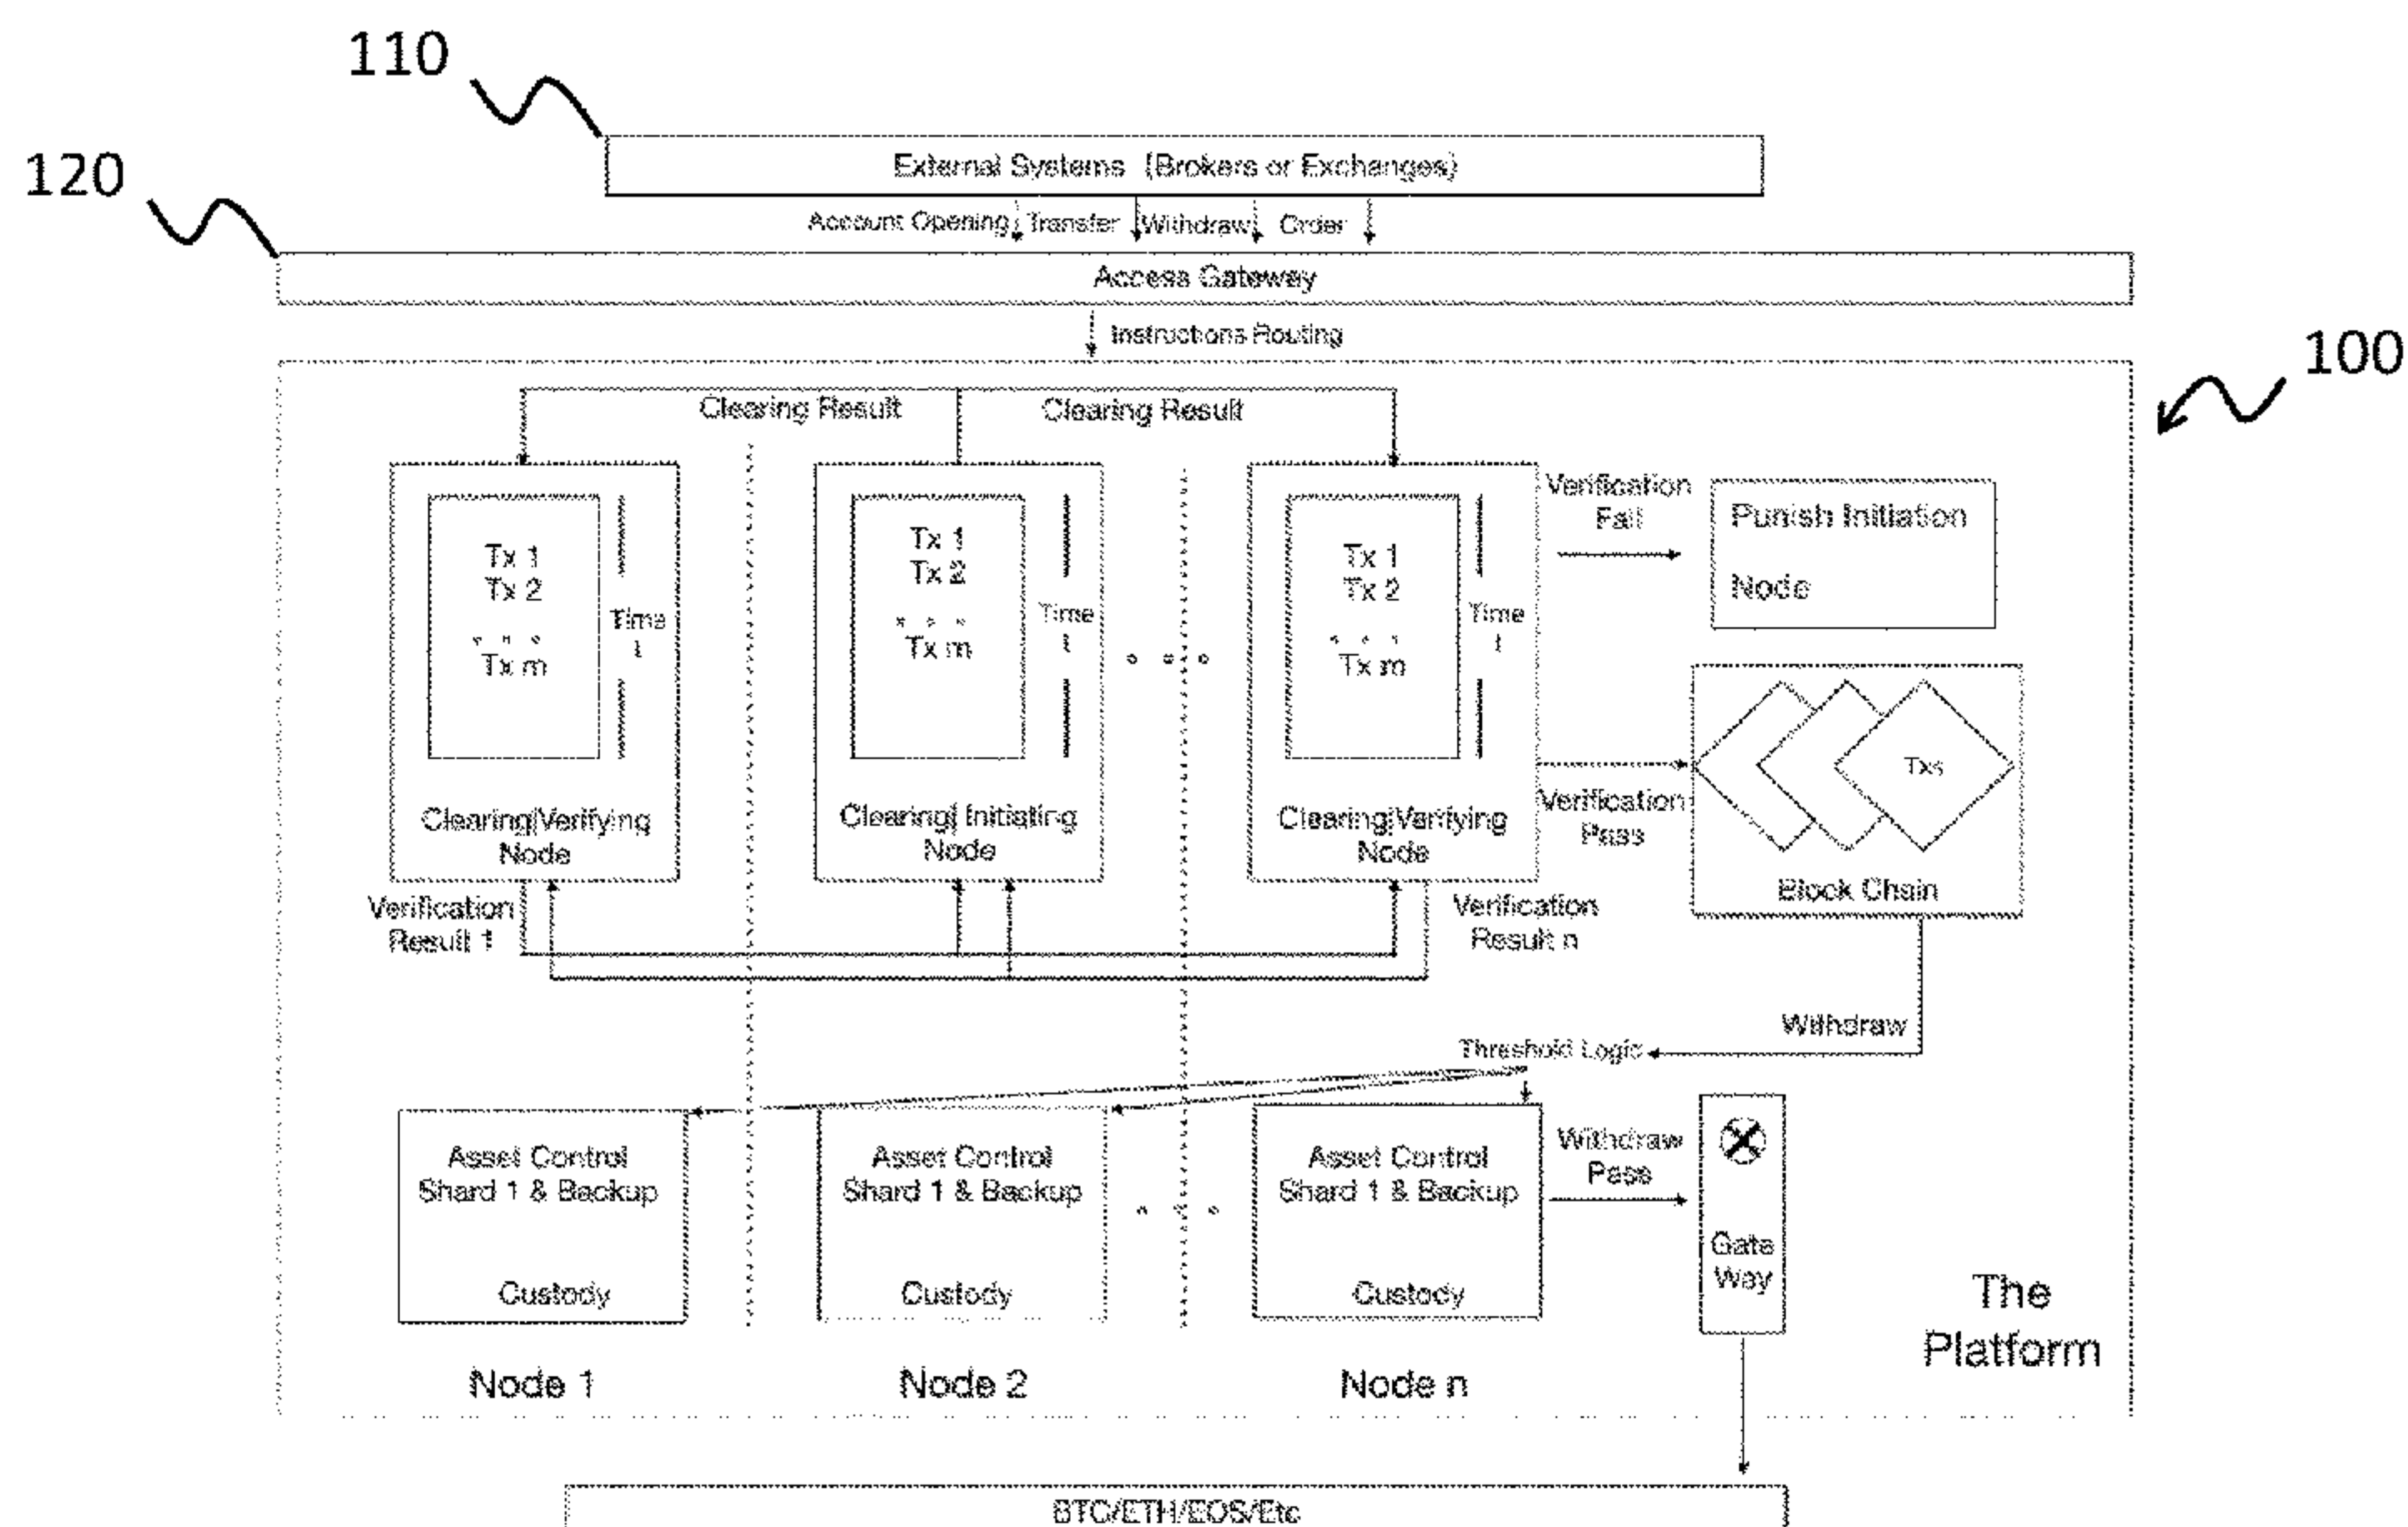 110
120
External Systems (Brokers or Exchanges)
Account Opening Transfer Withdraw Order
Access Gateway
Instructions Routing
100
Clearing Result Clearing Result
Tx 1
Tx 2
Tx m
Time
t
Clearing|Verifying
Node
Tx 1
Tx 2
Tx m
Time
t
Clearing| Initiating
Node
Tx 1
Tx 2
Tx m
Time
t
Clearing|Verifying
Node
Verification
Fail
Punish Initiation
Node
Verification
Pass
Txs
Block Chain
Verification
Result 1
Verification
Result n
Withdraw
Threshold Logic
Asset Control
Shard 1 & Backup
Custody
Asset Control
Shard 1 & Backup
Custody
Asset Control
Shard 1 & Backup
Custody
Withdraw
Pass
Gate
Way
The
Platform
Node 1
Node 2
Node n
BTC/ETH/EOS/Etc